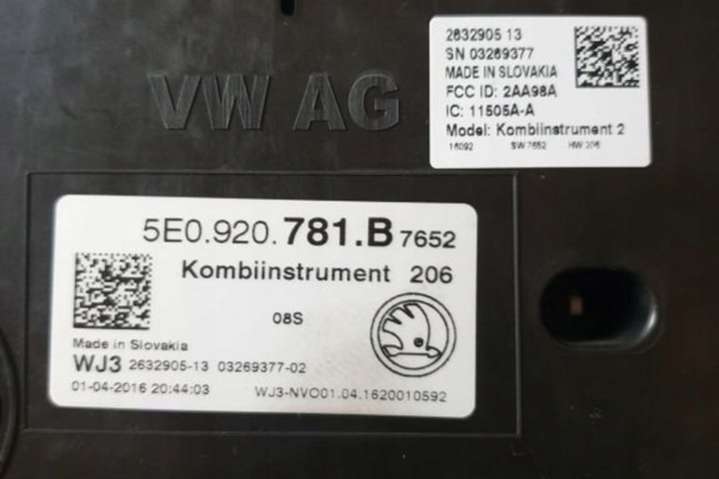 VW AG
2632905 13
SN 03269377
MADE IN SLOVAKIA
FCC ID: 2AA98A
IC: 11505A-A
Model: Kombiinstrument 2
16092 SW 7652 HW 206
5E0.920.781.B 7652
Kombiinstrument 206
08S
Made in Slovakia
WJ3 2632905-13 03269377-02
01-04-2016 20:44:03 WJ3-NVO01.04.1620010592